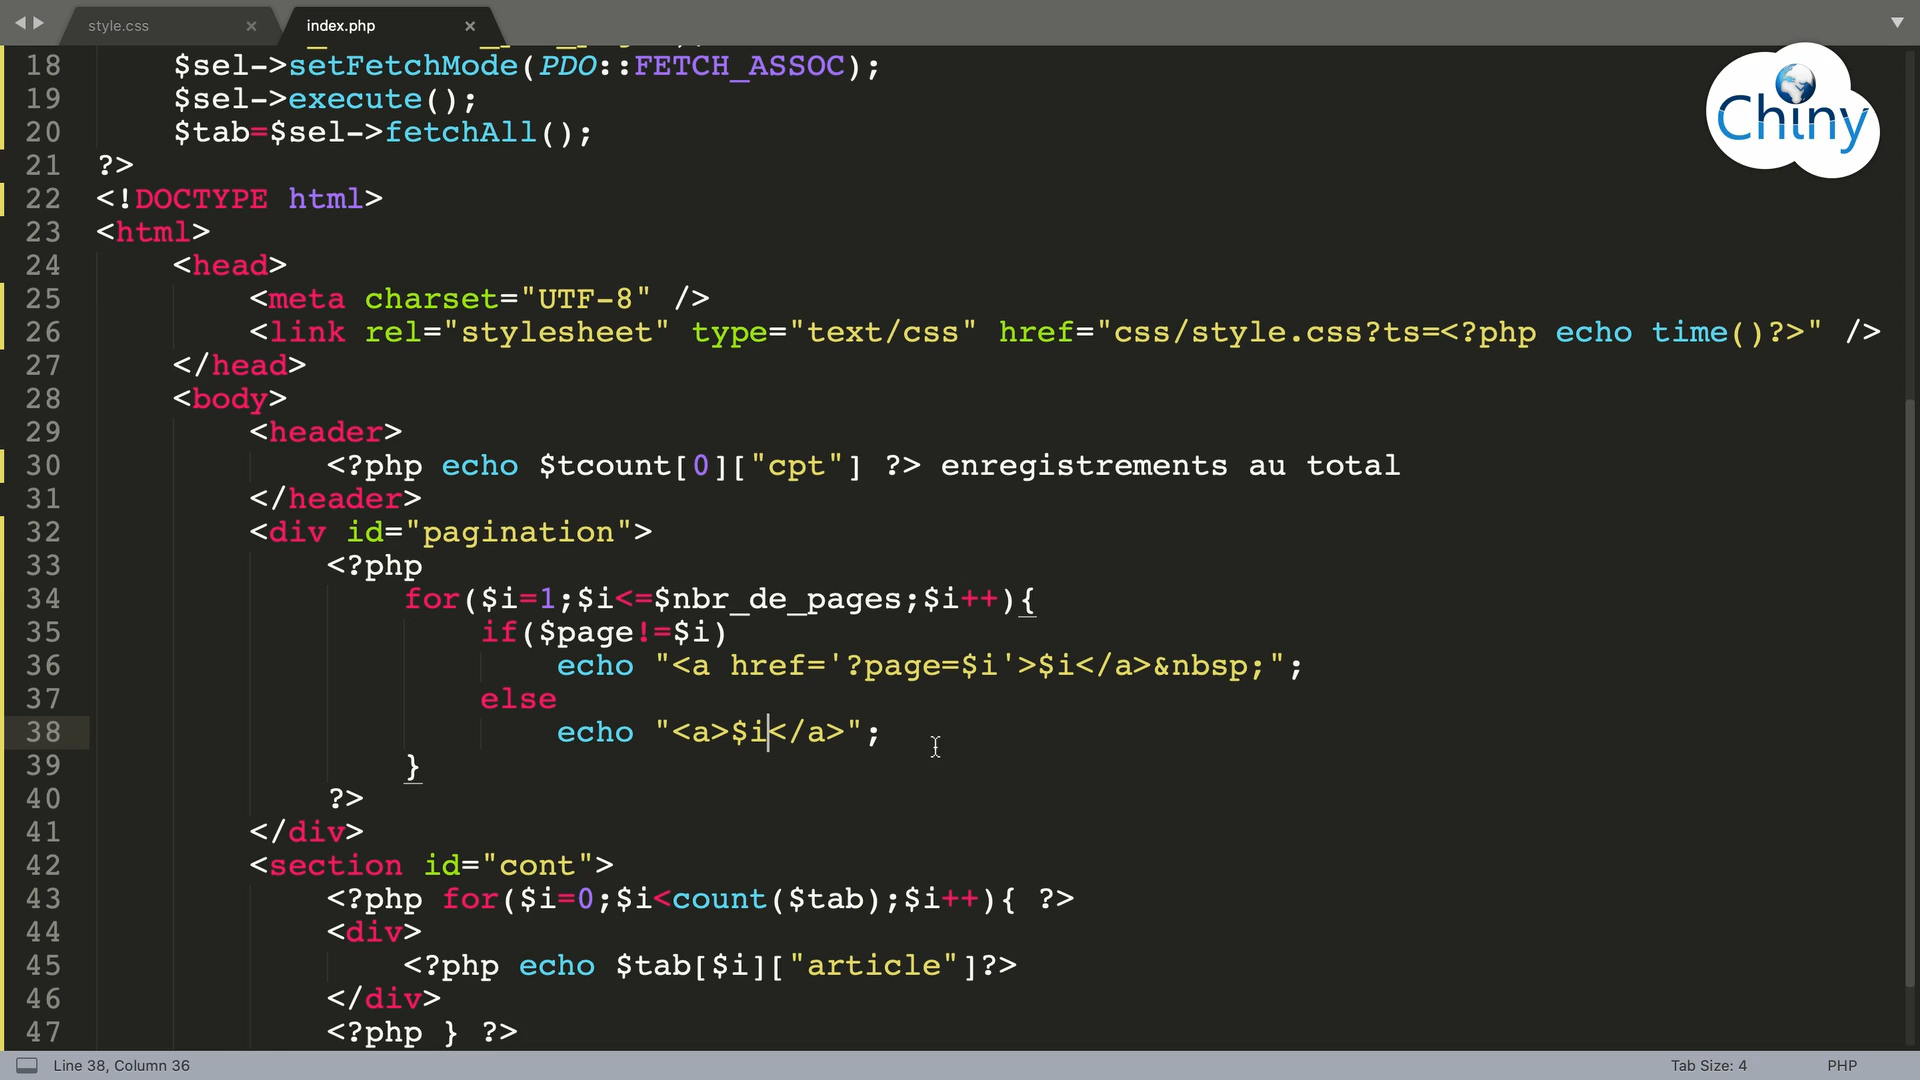 style.css
index.php
Chiny
18 $sel->setFetchMode(PDO::FETCH_ASSOC);
19 $sel->execute();
20 $tab=$sel->fetchAll();
21 ?>
22 <!DOCTYPE html>
23 <html>
24 <head>
25 <meta charset="UTF-8" />
26 <link rel="stylesheet" type="text/css" href="css/style.css?ts=<?php echo time()?>" />
27 </head>
28 <body>
29 <header>
30 <?php echo $tcount[0]["cpt"] ?> enregistrements au total
31 </header>
32 <div id="pagination">
33 <?php
34 for($i=1;$i<=$nbr_de_pages;$i++){
35 if($page!=$i)
36 echo "<a href='?page=$i'>$i</a>&nbsp;";
37 else
38 echo "<a>$i</a>";
39 }
40 ?>
41 </div>
42 <section id="cont">
43 <?php for($i=0;$i<count($tab);$i++){ ?>
44 <div>
45 <?php echo $tab[$i]["article"]?>
46 </div>
47 <?php } ?>
Line 38, Column 36
Tab Size: 4
PHP